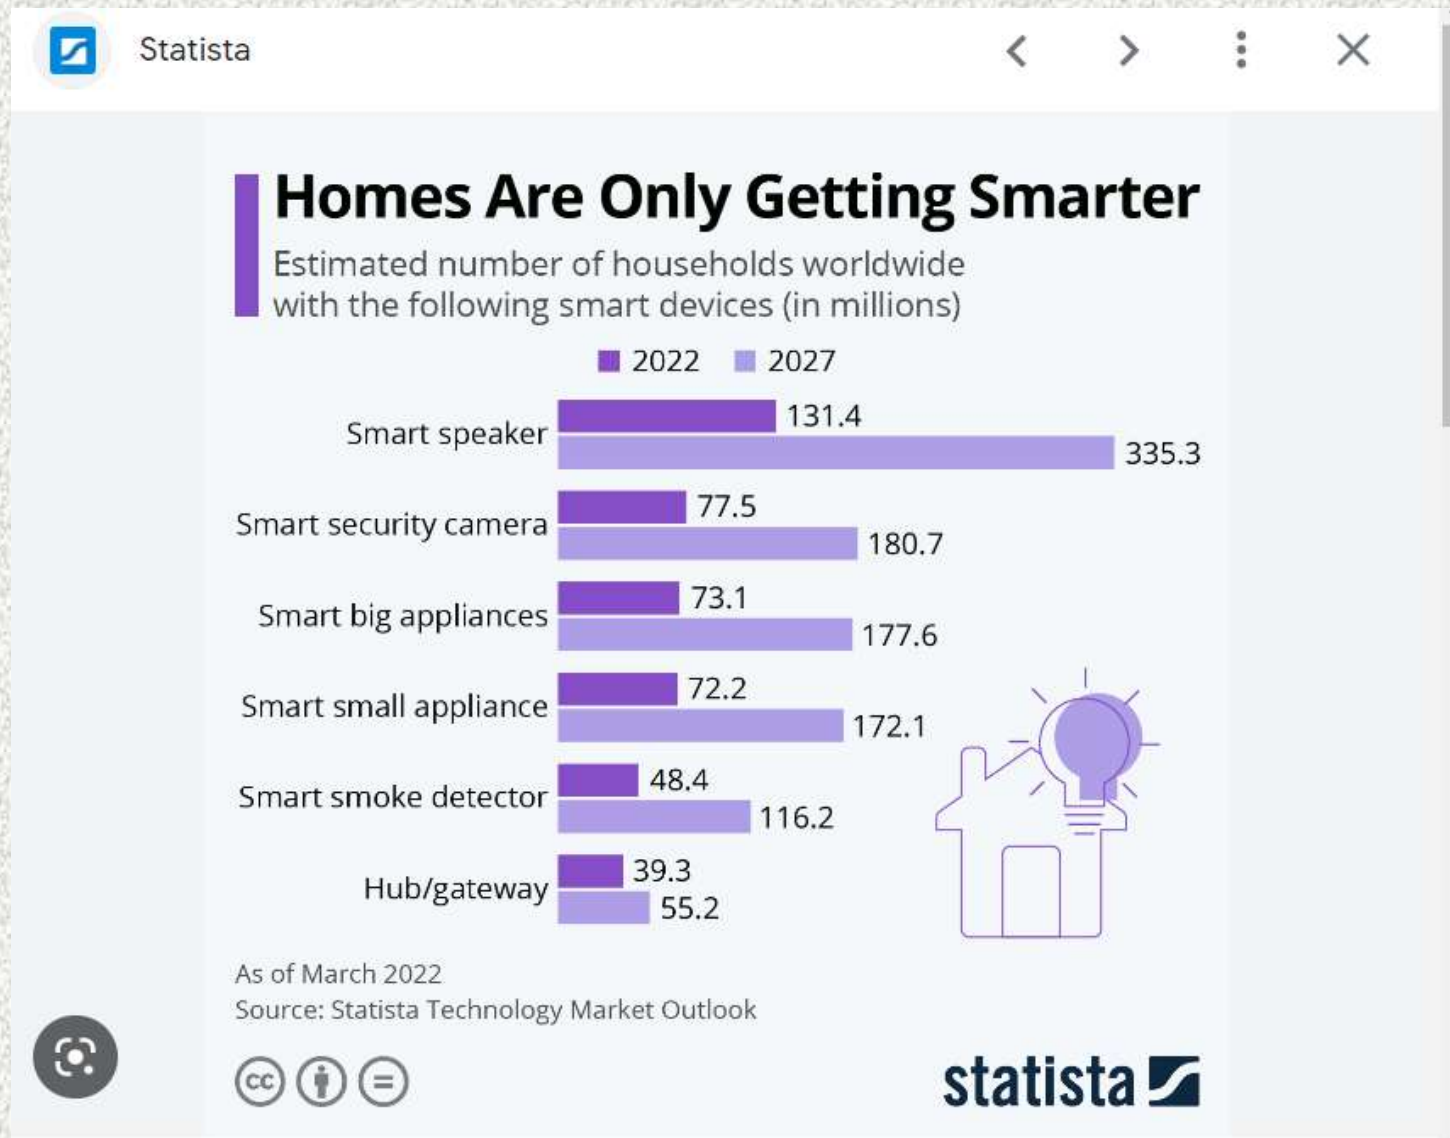 Statista
Homes Are Only Getting Smarter
Estimated number of households worldwide
with the following smart devices (in millions)
2022 2027
Smart speaker 131.4
335.3
Smart security camera 77.5
180.7
Smart big appliances 73.1
177.6
Smart small appliance 72.2
172.1
Smart smoke detector 48.4
116.2
Hub/gateway 39.3
55.2
As of March 2022
Source: Statista Technology Market Outlook
cc
statista